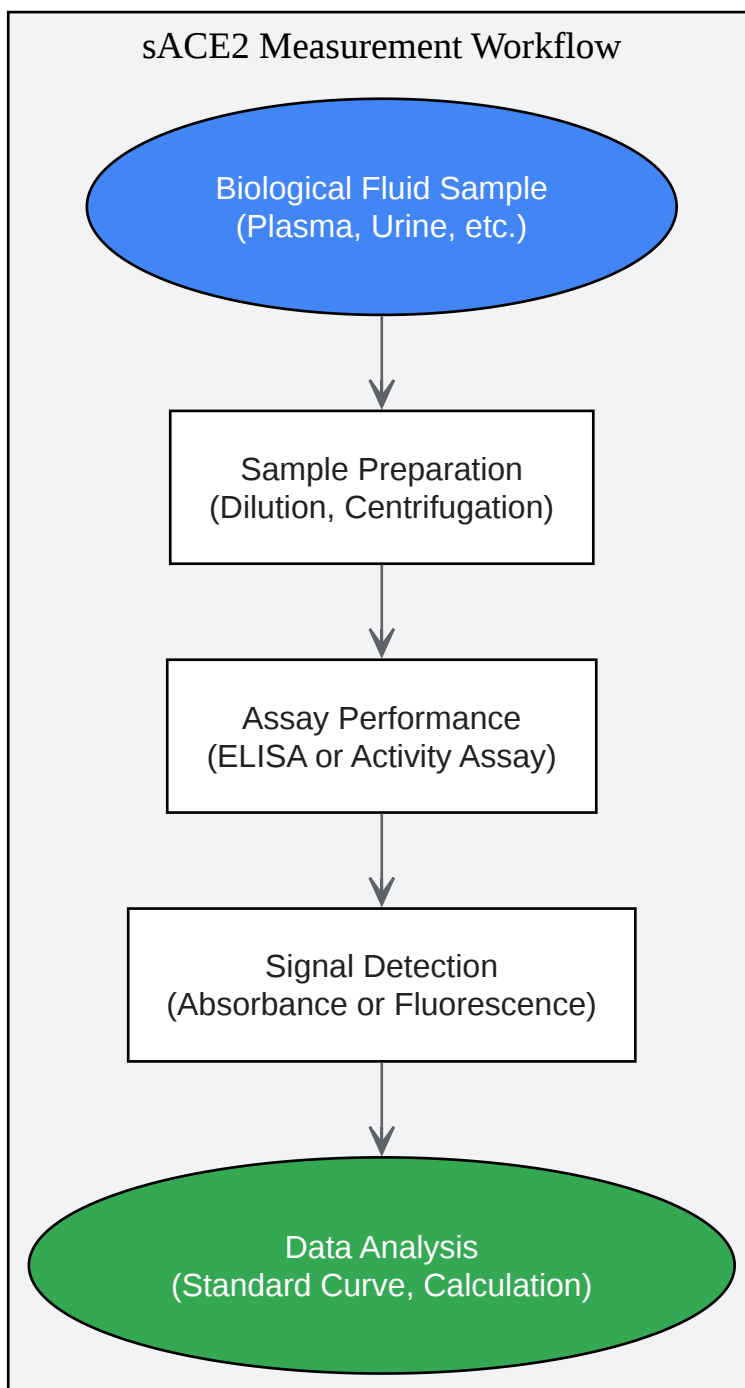 sACE2 Measurement Workflow
Biological Fluid Sample
(Plasma, Urine, etc.)
Sample Preparation
(Dilution, Centrifugation)
Assay Performance
(ELISA or Activity Assay)
Signal Detection
(Absorbance or Fluorescence)
Data Analysis
(Standard Curve, Calculation)